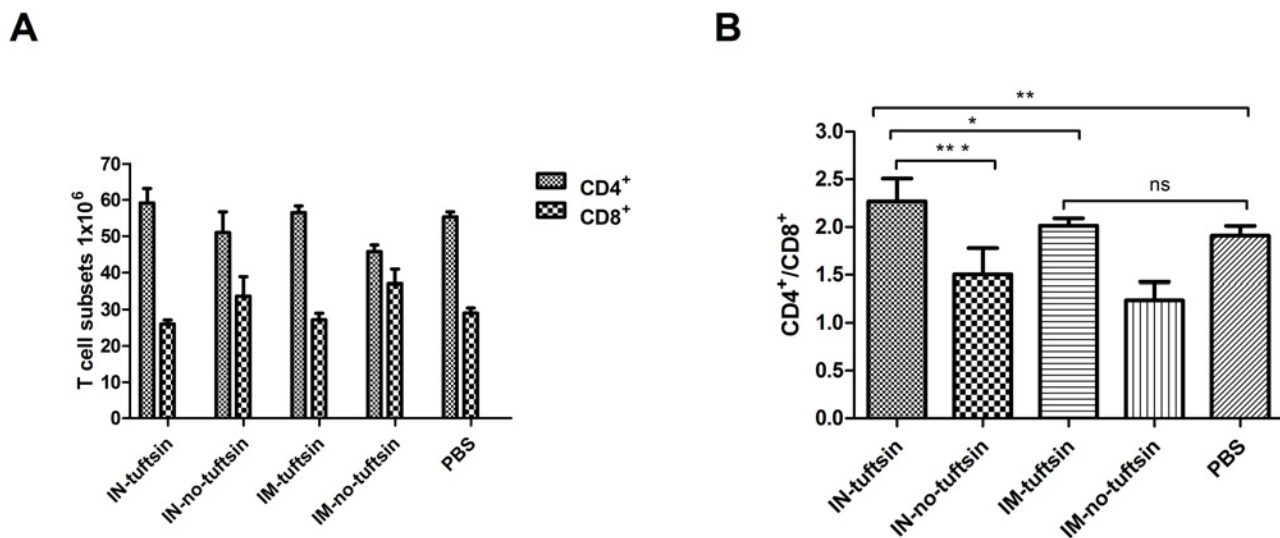 A
T cell subsets 1x10⁶
70
60
50
40
30
20
10
0
IN-tuftsin
IN-no-tuftsin
IM-tuftsin
IM-no-tuftsin
PBS
CD4⁺
CD8⁺
B
CD4⁺/CD8⁺
3.0
2.5
2.0
1.5
1.0
0.5
0.0
**
*
** *
ns
IN-tuftsin
IN-no-tuftsin
IM-tuftsin
IM-no-tuftsin
PBS